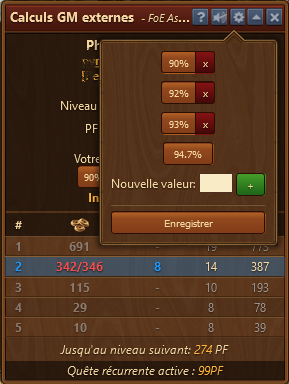 Calculs GM externes - FoE As...
Ph
Niveau
PF
Votre
90%
In
90% x
92% x
93% x
94.7%
Nouvelle valeur: +
Enregistrer
#
1 691 - 19 773
2 342/346 8 14 387
3 115 - 10 193
4 29 - 8 78
5 10 - 8 39
Jusqu'au niveau suivant: 274 PF
Quête récurrente active : 99PF